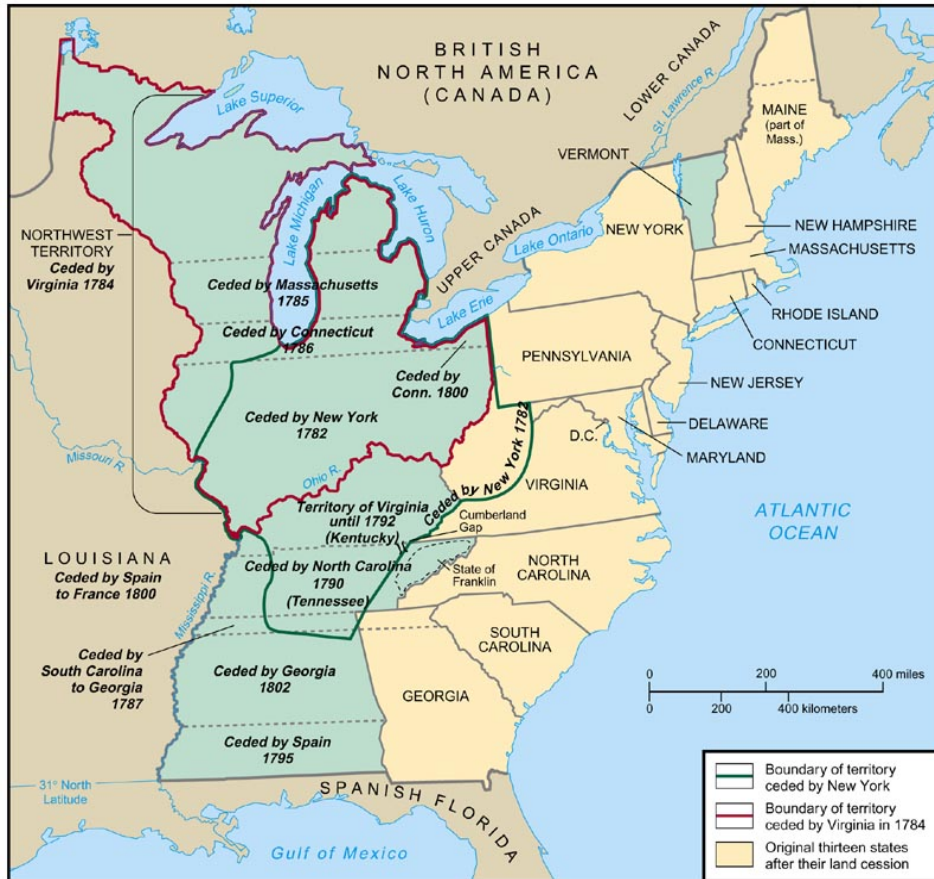 BRITISH
NORTH AMERICA
(CANADA)
LOWER CANADA
St. Lawrence R.
MAINE
(part of
Mass.)
VERMONT
Lake Superior
Lake Michigan
Lake Huron
UPPER CANADA
Lake Ontario
NEW YORK
NEW HAMPSHIRE
MASSACHUSETTS
NORTHWEST
TERRITORY
Ceded by
Virginia 1784
Ceded by Massachusetts
1785
Lake Erie
RHODE ISLAND
CONNECTICUT
Ceded by Connecticut
1786
PENNSYLVANIA
Ceded by
Conn. 1800
NEW JERSEY
Ceded by New York
1782
DELAWARE
D.C.
MARYLAND
Missouri R.
Ohio R.
Ceded by New York 1782
VIRGINIA
Territory of Virginia
until 1792
(Kentucky)
Cumberland
Gap
ATLANTIC
OCEAN
LOUISIANA
Ceded by Spain
to France 1800
Mississippi R.
Ceded by North Carolina
1790
(Tennessee)
State of
Franklin
NORTH
CAROLINA
SOUTH
CAROLINA
Ceded by
South Carolina
to Georgia
1787
Ceded by Georgia
1802
GEORGIA
0 200 400 miles
0 200 400 kilometers
Ceded by Spain
1795
31° North
Latitude
SPANISH FLORIDA
Gulf of Mexico
Boundary of territory
ceded by New York
Boundary of territory
ceded by Virginia in 1784
Original thirteen states
after their land cession